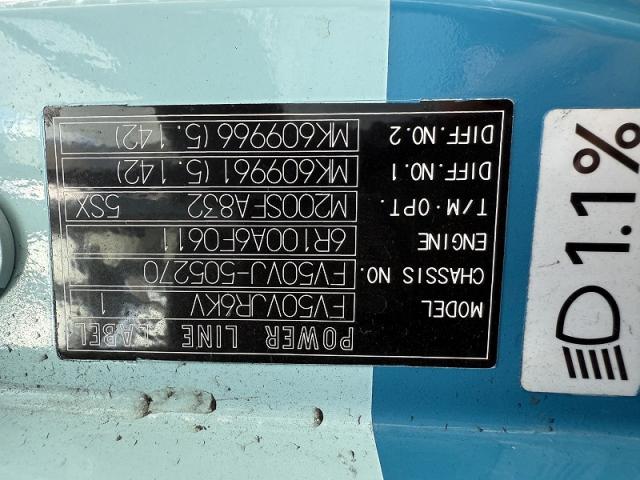 POWER LINE LABEL
MODEL FV50VJR6KV 1
CHASSIS NO. FV50VJ-505270
ENGINE 6R100A6F0611
T/M·OPT. M200SFA832 5SX
DIFF.NO.1 MK609961 (5.142)
DIFF.NO.2 MK609966 (5.142)
1.1%